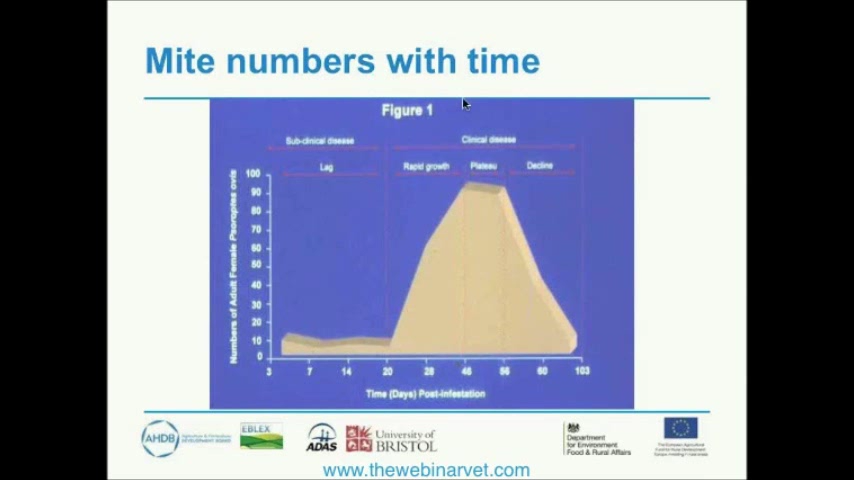 Mite numbers with time
Figure 1
Sub-clinical disease
Clinical disease
Lag
Rapid growth
Plateau
Decline
Numbers of Adult Female Psoroptes ovis
100
90
80
70
60
50
40
30
20
10
0
3 7 14 20 28 46 60 103
Time (Days) Post-infestation
AHDB
EBLEX
ADAS
University of
BRISTOL
Department
for Environment
Food & Rural Affairs
www.thewebinarvet.com